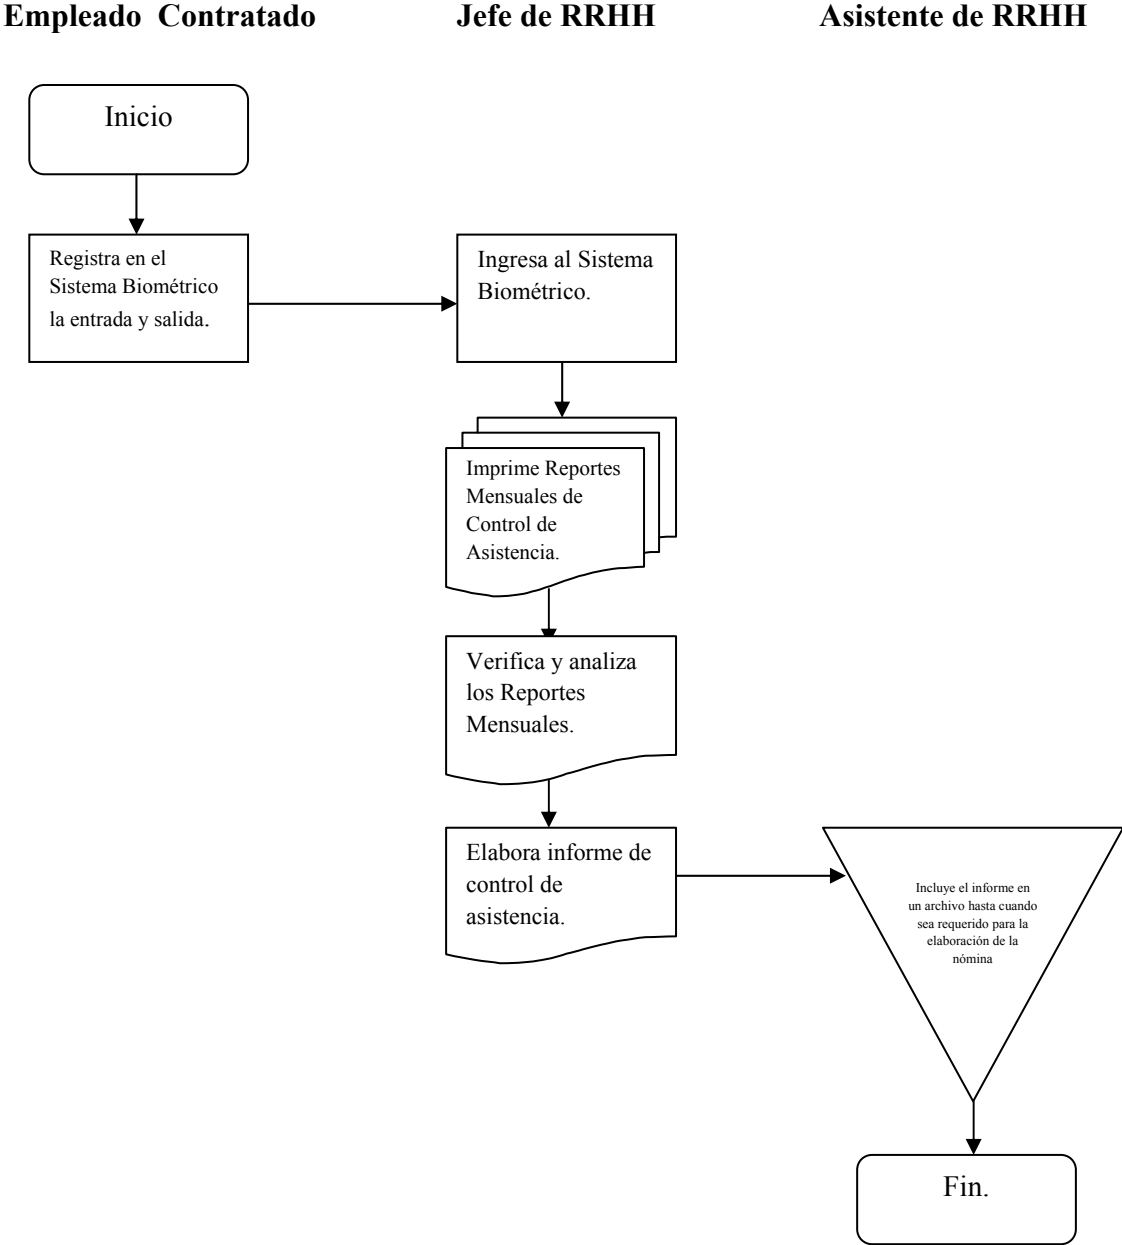 Empleado  Contratado
Jefe de RRHH
Asistente de RRHH
Inicio
Registra en el
Sistema Biométrico
la entrada y salida.
Ingresa al Sistema
Biométrico.
Imprime Reportes
Mensuales de
Control de
Asistencia.
Verifica y analiza
los Reportes
Mensuales.
Elabora informe de
control de
asistencia.
Incluye el informe en
un archivo hasta cuando
sea requerido para la
elaboración de la
nómina
Fin.